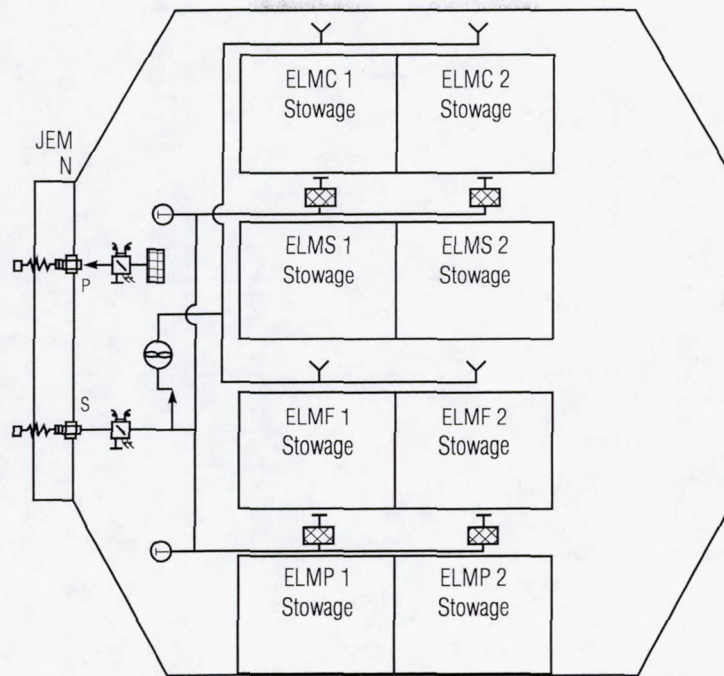 ELMC 1
Stowage
ELMC 2
Stowage
JEM
N
ELMS 1
Stowage
ELMS 2
Stowage
P
S
ELMF 1
Stowage
ELMF 2
Stowage
ELMP 1
Stowage
ELMP 2
Stowage